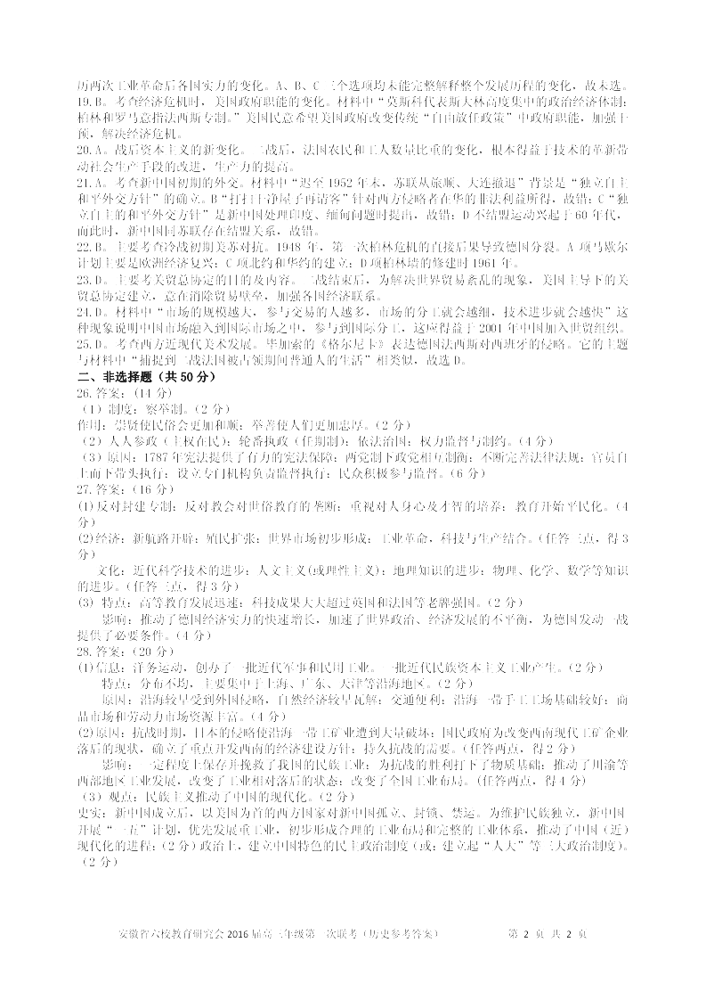 历两次工业革命后各国实力的变化。A、B、C 三个选项均未能完整解释整个发展历程的变化，故未选。
19.B。考查经济危机时，美国政府职能的变化。材料中“莫斯科代表斯大林高度集中的政治经济体制；
柏林和罗马意指法西斯专制。”美国民意希望美国政府改变传统“自由放任政策”中政府职能，加强干
预，解决经济危机。
20.A。战后资本主义的新变化。二战后，法国农民和工人数量比重的变化，根本得益于技术的革新带
动社会生产手段的改进，生产力的提高。
21.A。考查新中国初期的外交。材料中“迟至 1952 年末，苏联从旅顺、大连撤退”背景是“独立自主
和平外交方针”的确立。B“打扫干净屋子再请客”针对西方侵略者在华的非法利益所得，故错；C“独
立自主的和平外交方针”是新中国处理印度、缅甸问题时提出，故错；D 不结盟运动兴起于 60 年代，
而此时，新中国同苏联存在结盟关系，故错。
22.B。主要考查冷战初期美苏对抗。1948 年，第一次柏林危机的直接后果导致德国分裂。A 项马歇尔
计划主要是欧洲经济复兴；C 项北约和华约的建立；D 项柏林墙的修建时 1961 年。
23.D。主要考关贸总协定的目的及内容。二战结束后，为解决世界贸易紊乱的现象，美国主导下的关
贸总协定建立，意在消除贸易壁垒，加强各国经济联系。
24.D。材料中“市场的规模越大，参与交易的人越多，市场的分工就会越细，技术进步就会越快”这
种现象说明中国市场融入到国际市场之中，参与到国际分工，这应得益于 2001 年中国加入世贸组织。
25.D。考查西方近现代美术发展。毕加索的《格尔尼卡》表达德国法西斯对西班牙的侵略。它的主题
与材料中“捕捉到二战法国被占领期间普通人的生活”相类似，故选 D。
二、非选择题（共 50 分）
26.答案：(14 分)
（1）制度：察举制。（2 分）
作用：崇贤使民俗会更加和顺；举善使人们更加忠厚。（2 分）
（2）人人参政（主权在民）；轮番执政（任期制）；依法治国；权力监督与制约。（4 分）
（3）原因：1787 年宪法提供了有力的宪法保障；两党制下政党相互制衡；不断完善法律法规；官员自
上而下带头执行；设立专门机构负责监督执行；民众积极参与监督。（6 分）
27.答案：（16 分）
(1)反对封建专制；反对教会对世俗教育的垄断；重视对人身心及才智的培养；教育开始平民化。（4
分）
(2)经济：新航路开辟；殖民扩张；世界市场初步形成；工业革命，科技与生产结合。（任答三点，得 3
分）
文化：近代科学技术的进步；人文主义(或理性主义)；地理知识的进步；物理、化学、数学等知识
的进步。（任答三点，得 3 分）
(3) 特点：高等教育发展迅速；科技成果大大超过英国和法国等老牌强国。（2 分）
影响：推动了德国经济实力的快速增长，加速了世界政治、经济发展的不平衡，为德国发动一战
提供了必要条件。（4 分）
28.答案：（20 分）
(1)信息：洋务运动，创办了一批近代军事和民用工业。一批近代民族资本主义工业产生。（2 分）
特点：分布不均，主要集中于上海、广东、天津等沿海地区。（2 分）
原因：沿海较早受到外国侵略，自然经济较早瓦解；交通便利；沿海一带手工工场基础较好；商
品市场和劳动力市场资源丰富。（4 分）
(2)原因：抗战时期，日本的侵略使沿海一带工矿业遭到大量破坏；国民政府为改变西南现代工矿企业
落后的现状，确立了重点开发西南的经济建设方针；持久抗战的需要。（任答两点，得 2 分）
影响：一定程度上保存并挽救了我国的民族工业；为抗战的胜利打下了物质基础；推动了川渝等
西部地区工业发展，改变了工业相对落后的状态；改变了全国工业布局。（任答两点，得 4 分）
（3）观点：民族主义推动了中国的现代化。（2 分）
史实：新中国成立后，以美国为首的西方国家对新中国孤立、封锁、禁运。为维护民族独立，新中国
开展“一五”计划，优先发展重工业，初步形成合理的工业布局和完整的工业体系，推动了中国（近）
现代化的进程；（2 分）政治上，建立中国特色的民主政治制度（或：建立起“人大”等三大政治制度）。
（2 分）
安徽省六校教育研究会 2016 届高三年级第一次联考（历史参考答案） 第 2 页 共 2 页